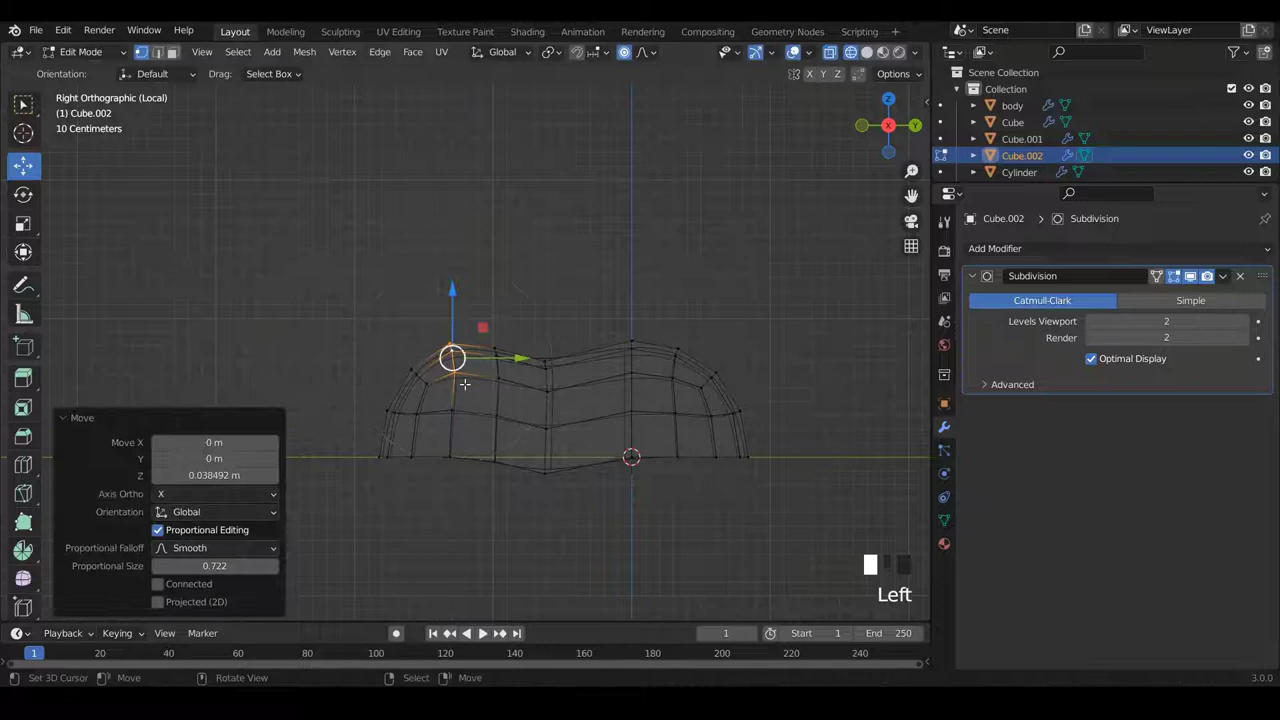 File Edit Render Window Help Layout Modeling Sculpting UV Editing Texture Paint Shading Animation Rendering Compositing Geometry Nodes Scripting + Scene ViewLayer
Edit Mode View Select Add Mesh Vertex Edge Face UV Global
Orientation: Default Drag: Select Box X Y Z Options
Scene Collection
Collection
body
Cube
Cube.001
Cube.002
Cylinder
Right Orthographic (Local)
(1) Cube.002
10 Centimeters
Z
X
Y
Cube.002 > Subdivision
Add Modifier
Subdivision
Catmull-Clark Simple
Levels Viewport 2
Render 2
Optimal Display
Advanced
Move
Move X 0 m
Y 0 m
Z 0.038492 m
Axis Ortho X
Orientation Global
Proportional Editing
Proportional Falloff Smooth
Proportional Size 0.722
Connected
Projected (2D)
Left
Playback Keying View Marker 1 Start 1 End 250
1 20 40 60 80 100 120 140 160 180 200 220 240
Set 3D Cursor Move Rotate View Select Move 3.0.0